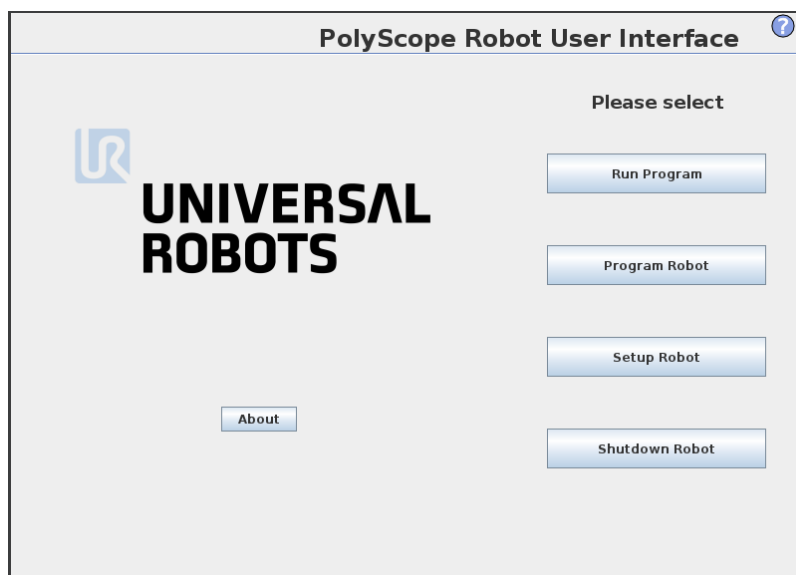 PolyScope Robot User Interface
?
Please select
UR
UNIVERSAL
ROBOTS
Run Program
Program Robot
Setup Robot
About
Shutdown Robot